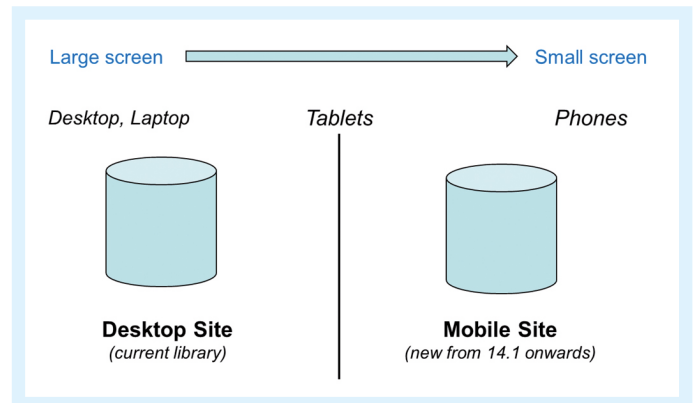 Large screen Small screen
Desktop, Laptop Tablets Phones
Desktop Site Mobile Site
(current library) (new from 14.1 onwards)